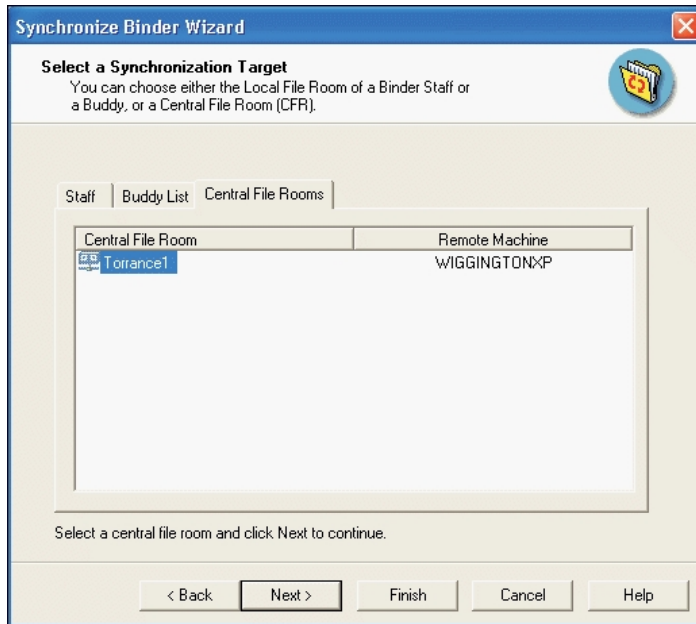 Synchronize Binder Wizard
Select a Synchronization Target
You can choose either the Local File Room of a Binder Staff or
a Buddy, or a Central File Room (CFR).
Staff Buddy List Central File Rooms
Central File Room Remote Machine
Torrance1 WIGGINGTONXP
Select a central file room and click Next to continue.
< Back Next > Finish Cancel Help